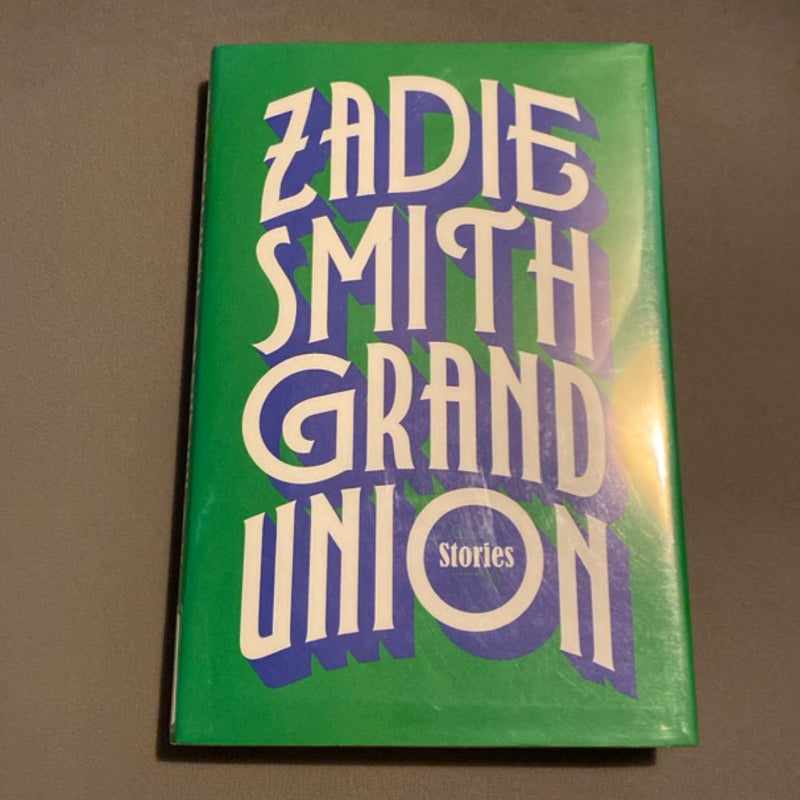 ZADIE
SMITH
GRAND
UNION
Stories